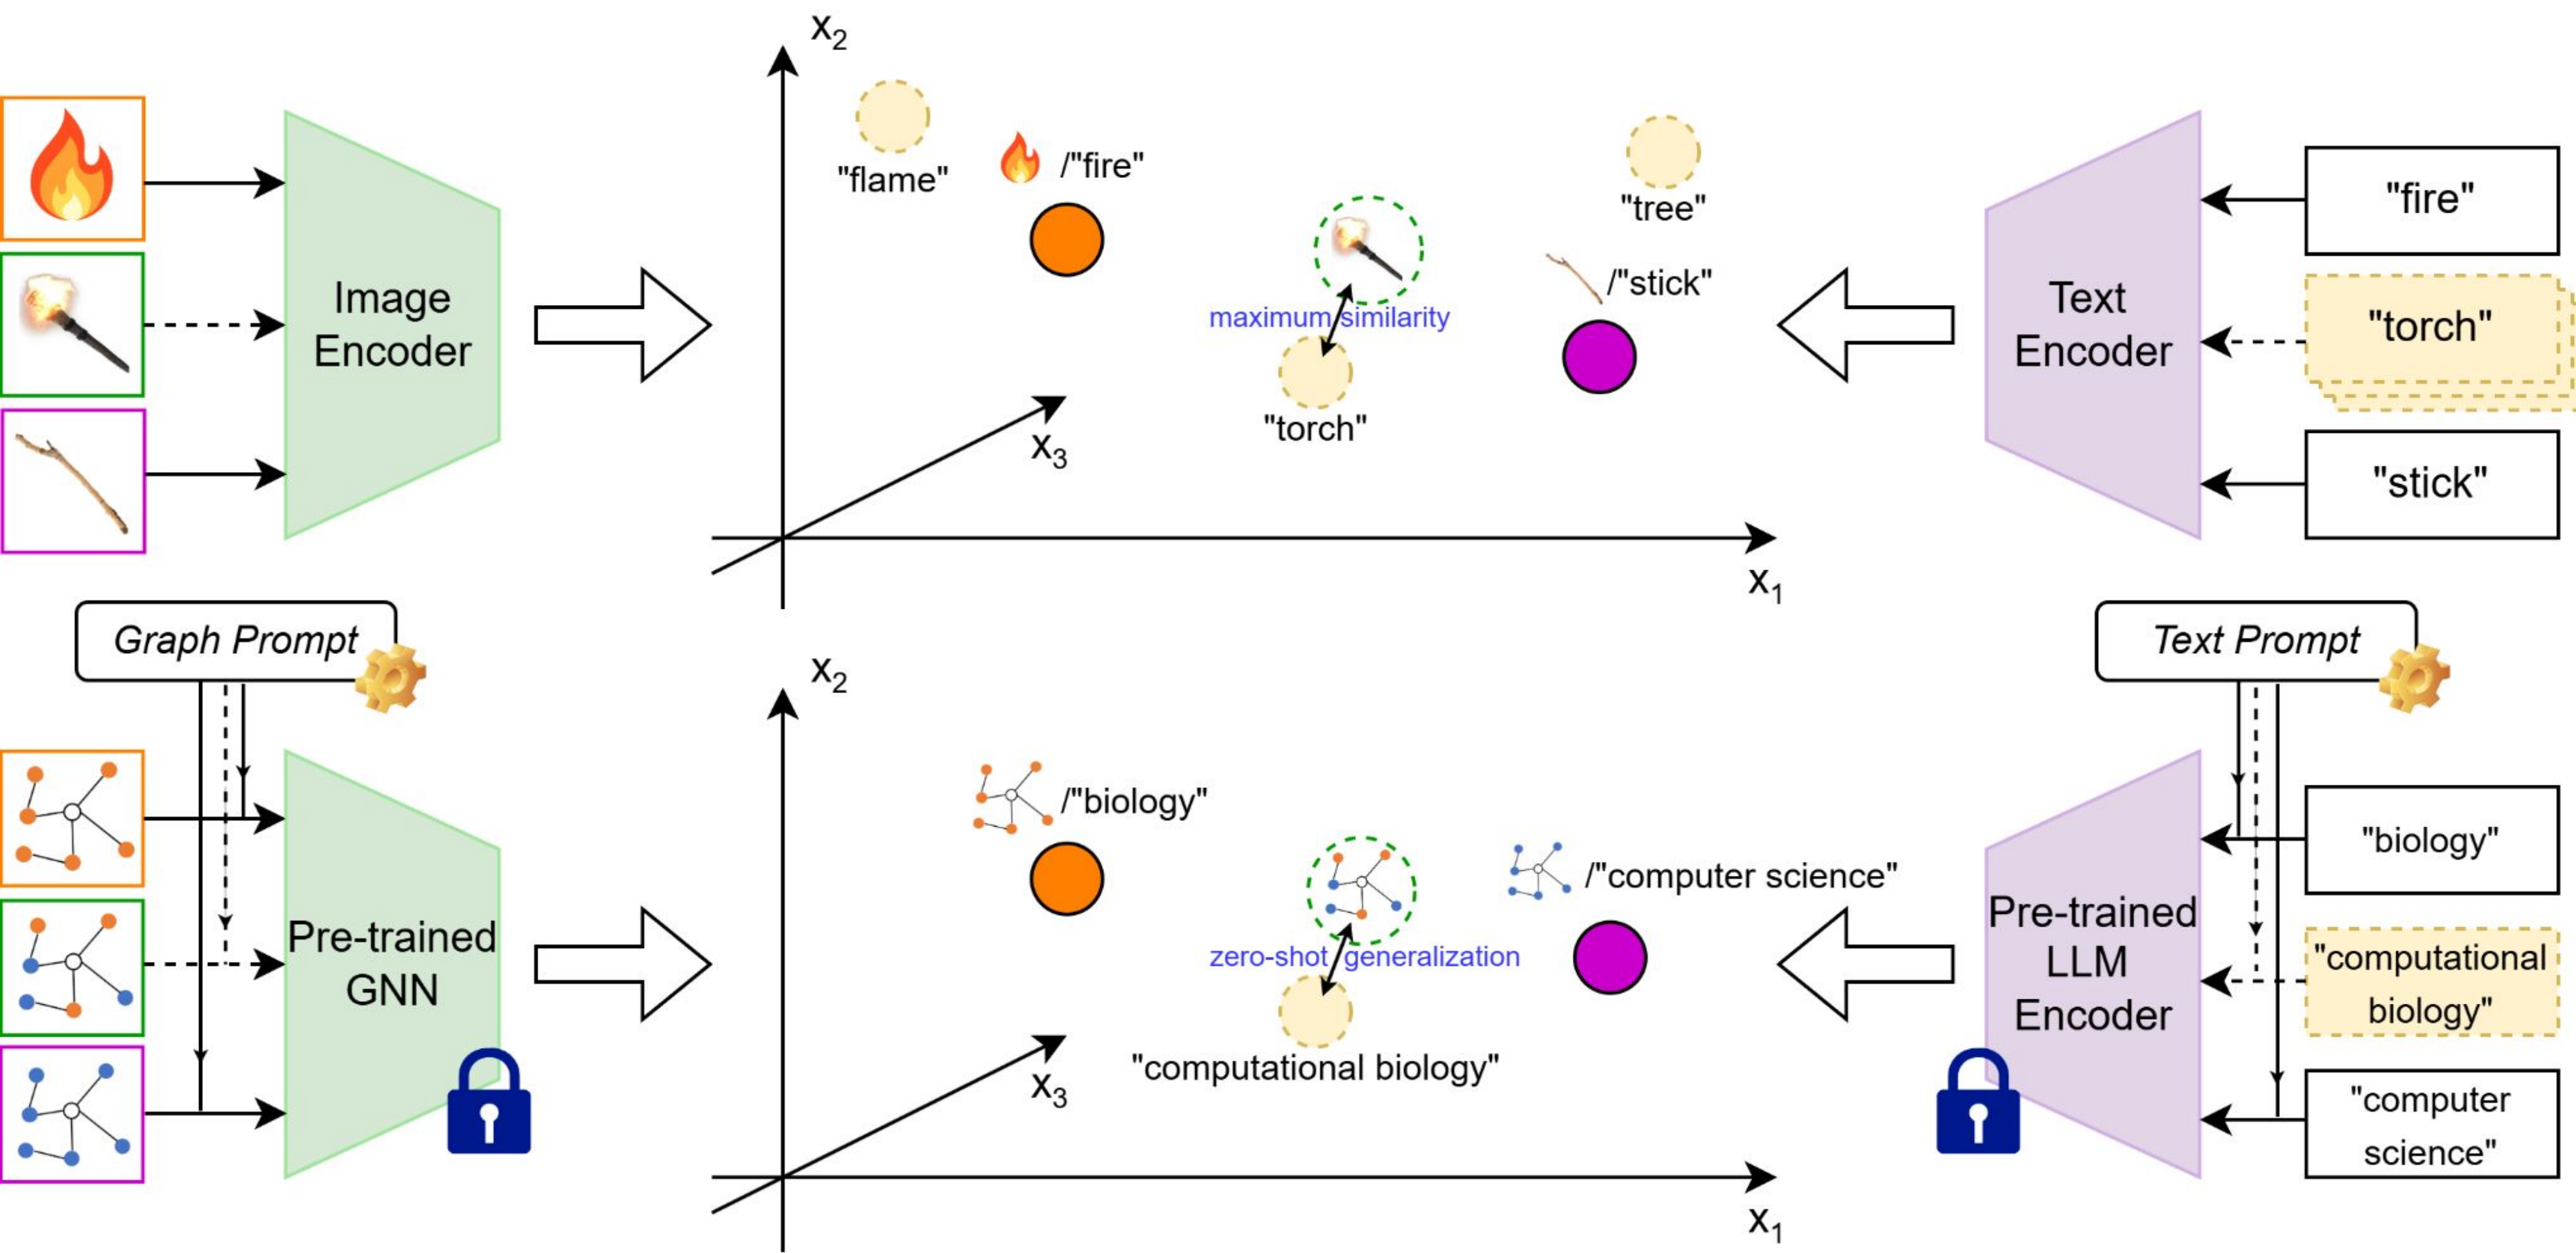 x2
"flame"
/"fire"
"tree"
/"stick"
maximum similarity
"torch"
x3
x1
Image
Encoder
Text
Encoder
"fire"
"torch"
"stick"
Graph Prompt
Text Prompt
x2
/"biology"
/"computer science"
zero-shot generalization
"computational biology"
x3
x1
Pre-trained
GNN
Pre-trained
LLM
Encoder
"biology"
"computational
biology"
"computer
science"